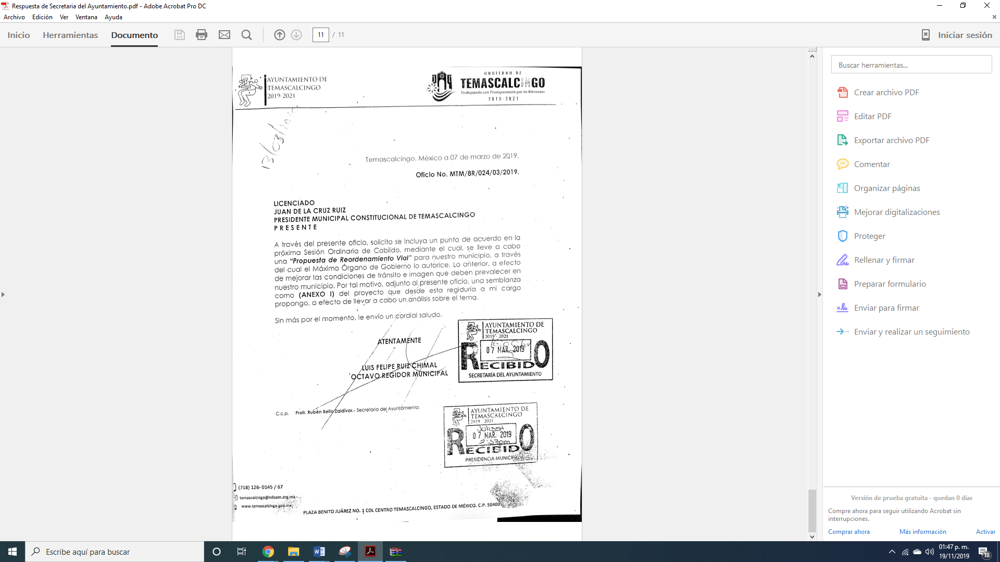 Respuesta de Secretaria del Ayuntamiento.pdf - Adobe Acrobat Pro DC
Archivo Edición Ver Ventana Ayuda
Inicio Herramientas Documento 11 / 11 Iniciar sesión
AYUNTAMIENTO DE
TEMASCALCINGO
2019-2021
GOBIERNO DE
TEMASCALCINGO
Trabajando con Transparencia por tu Bienestar
2019-2021
13/03/2019
Temascalcingo, México a 07 de marzo de 2019.
Oficio No. MTM/8R/024/03/2019.
LICENCIADO
JUAN DE LA CRUZ RUIZ
PRESIDENTE MUNICIPAL CONSTITUCIONAL DE TEMASCALCINGO
P R E S E N T E
A través del presente oficio, solicito se incluya un punto de acuerdo en la
próxima Sesión Ordinaria de Cabildo, mediante el cual, se lleve a cabo
una “Propuesta de Reordenamiento Vial” para nuestro municipio, a través
del cual el Máximo Órgano de Gobierno lo autorice. Lo anterior, a efecto
de mejorar las condiciones de tránsito e imagen que deben prevalecer en
nuestro municipio. Por tal motivo, adjunto al presente oficio, una semblanza
como (ANEXO I) del proyecto que desde esta regiduría a mi cargo
propongo, a efecto de llevar a cabo un análisis sobre el tema.
Sin más por el momento, le envío un cordial saludo.
ATENTAMENTE
LUIS FELIPE RUIZ CHIMAL
OCTAVO REGIDOR MUNICIPAL
AYUNTAMIENTO DE
TEMASCALCINGO
2019 - 2021
07 MAR. 2019
RECIBIDO
SECRETARÍA DEL AYUNTAMIENTO
C.c.p. Profr. Rubén Bello Zaldívar.- Secretario del Ayuntamiento.
AYUNTAMIENTO DE
TEMASCALCINGO
2019 2021
Julissa
07 MAR. 2019
2:57pm
RECIBIDO
PRESIDENCIA MUNICIPAL
(718) 126- 0145 / 67
temascalcingo@infoem.org.mx
www.temascalcingo.gob.mx
PLAZA BENITO JUÁREZ NO. 1 COL CENTRO TEMASCALCINGO, ESTADO DE MÉXICO. C.P. 50400
Buscar herramientas...
Crear archivo PDF
Editar PDF
Exportar archivo PDF
Comentar
Organizar páginas
Mejorar digitalizaciones
Proteger
Rellenar y firmar
Preparar formulario
Enviar para firmar
Enviar y realizar un seguimiento
Versión de prueba gratuita - quedan 0 días
Compre ahora para seguir utilizando Acrobat sin
interrupciones.
Comprar ahora Más información Activar
Escribe aquí para buscar
01:47 p. m.
19/11/2019
18